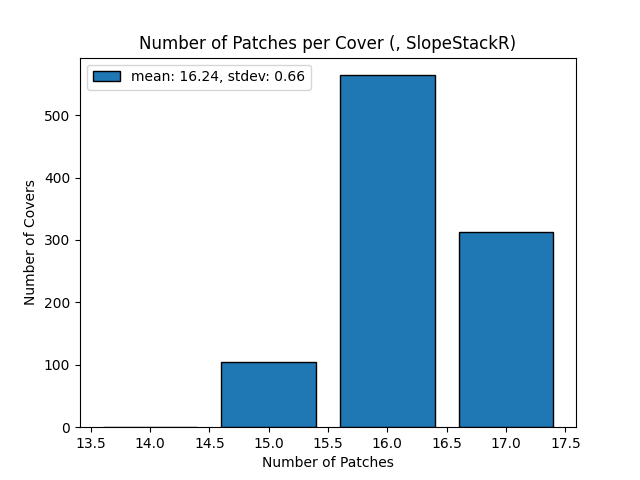 Number of Patches per Cover (, SlopeStackR)
mean: 16.24, stdev: 0.66
500
400
300
200
100
0
Number of Covers
13.5 14.0 14.5 15.0 15.5 16.0 16.5 17.0 17.5
Number of Patches